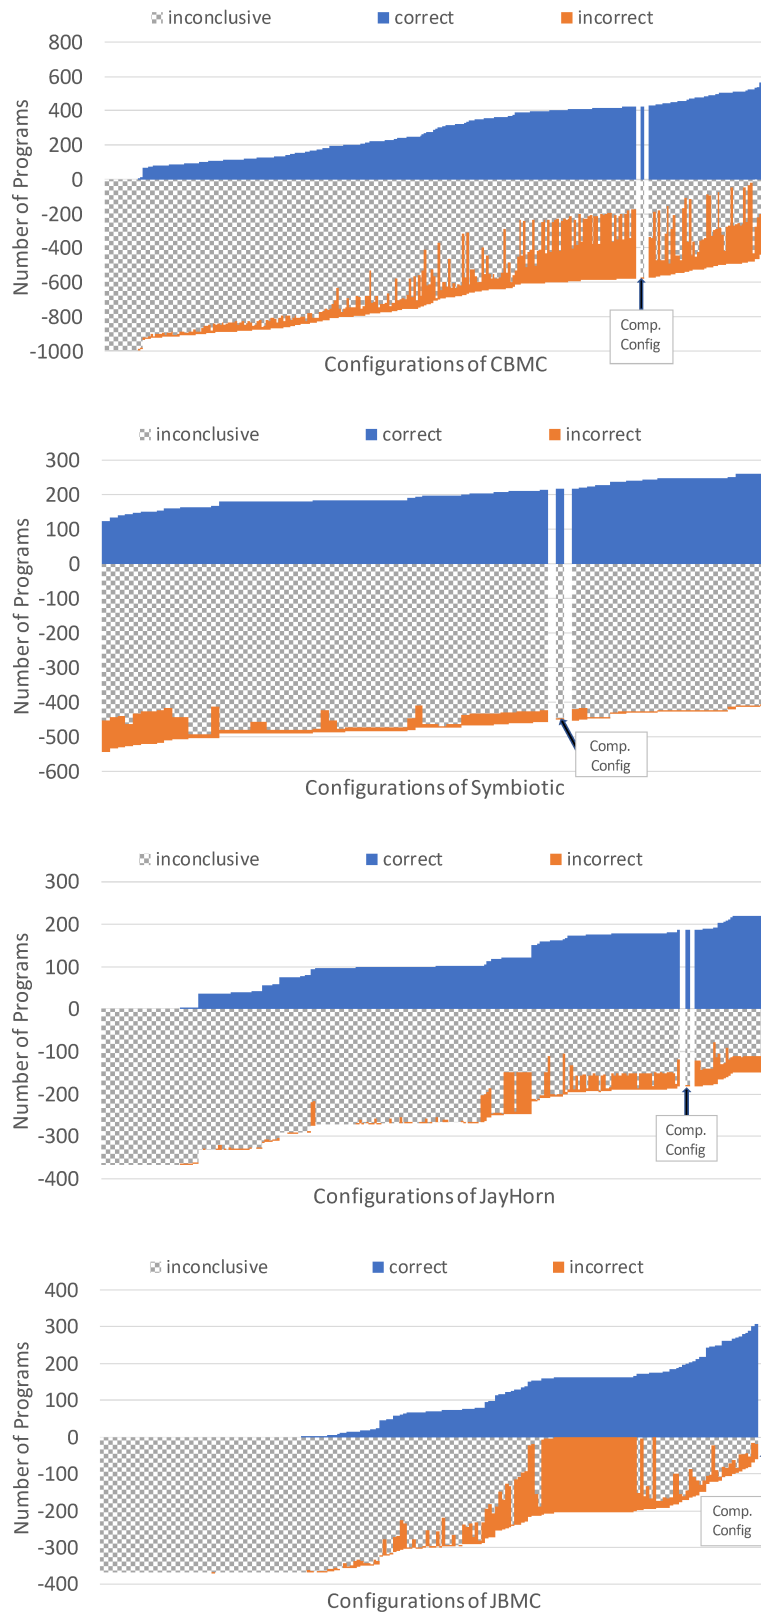 inconclusive correct incorrect
800
600
400
200
0
-200
-400
-600
-800
-1000
Number of Programs
Comp.
Config
Configurations of CBMC
inconclusive correct incorrect
300
200
100
0
-100
-200
-300
-400
-500
-600
Number of Programs
Comp.
Config
Configurations of Symbiotic
inconclusive correct incorrect
300
200
100
0
-100
-200
-300
-400
Number of Programs
Comp.
Config
Configurations of JayHorn
inconclusive correct incorrect
400
300
200
100
0
-100
-200
-300
-400
Number of Programs
Comp.
Config
Configurations of JBMC